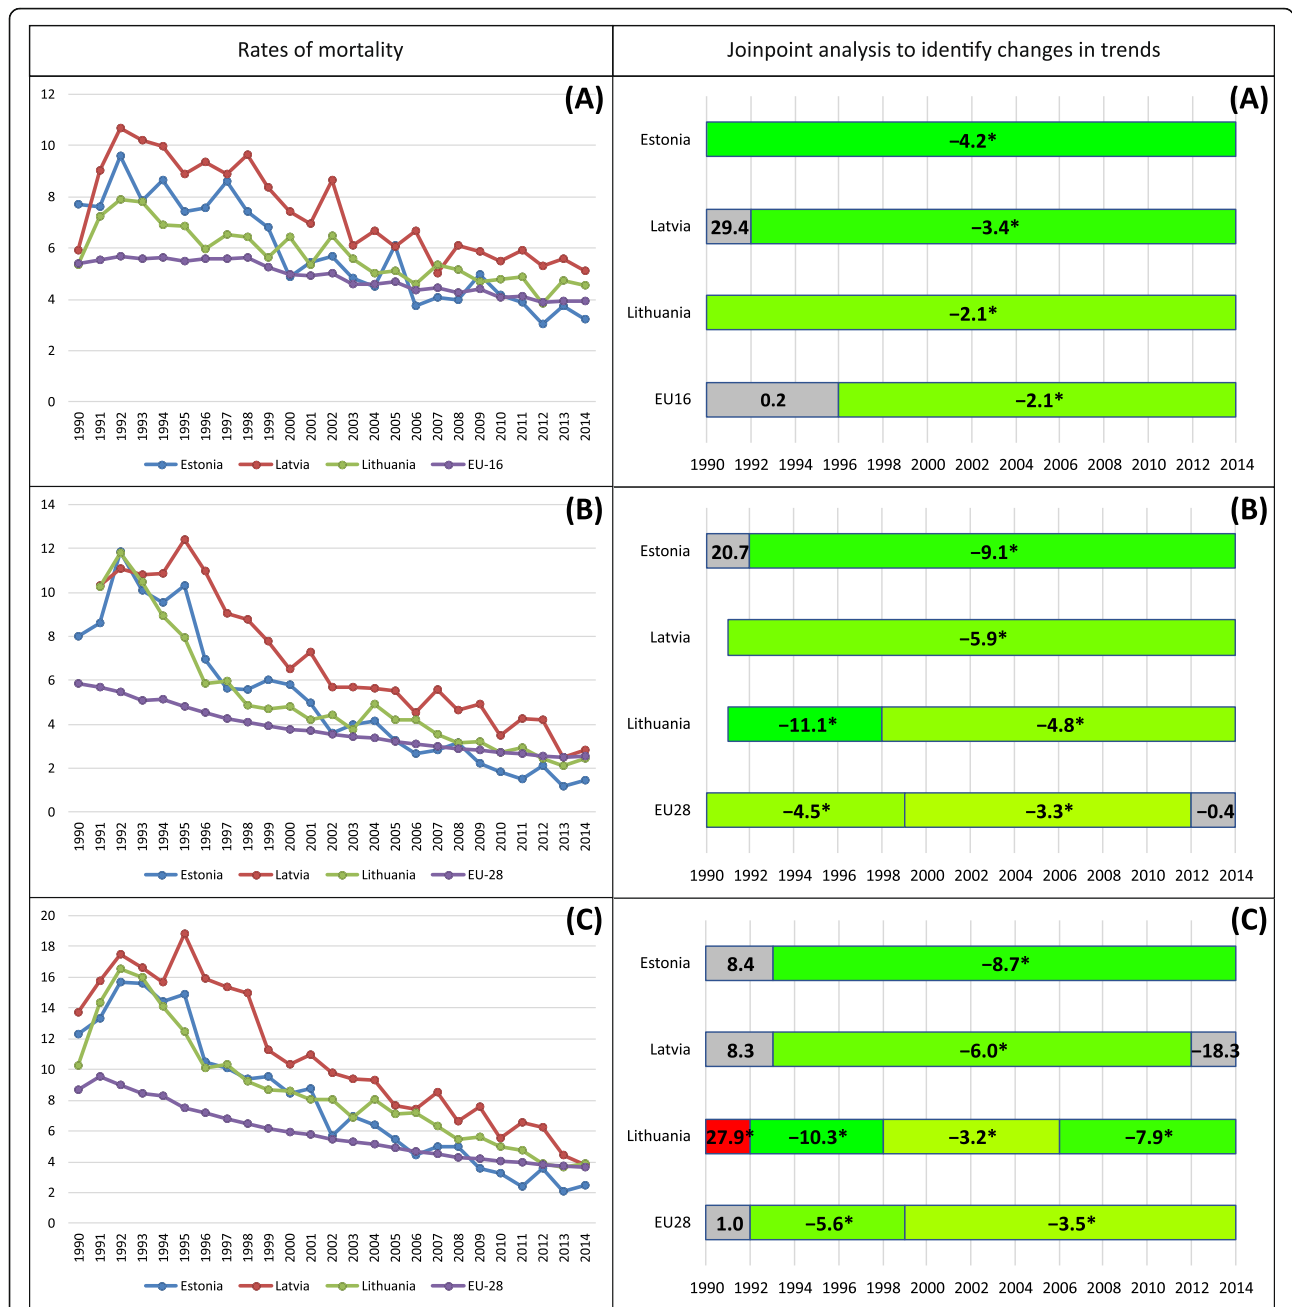 Rates of mortality
Joinpoint analysis to identify changes in trends
(A)
12
10
8
6
4
2
0
1990 1991 1992 1993 1994 1995 1996 1997 1998 1999 2000 2001 2002 2003 2004 2005 2006 2007 2008 2009 2010 2011 2012 2013 2014
Estonia Latvia Lithuania EU-16
(A)
Estonia −4.2*
Latvia 29.4 −3.4*
Lithuania −2.1*
EU16 0.2 −2.1*
1990 1992 1994 1996 1998 2000 2002 2004 2006 2008 2010 2012 2014
(B)
14
12
10
8
6
4
2
0
1990 1991 1992 1993 1994 1995 1996 1997 1998 1999 2000 2001 2002 2003 2004 2005 2006 2007 2008 2009 2010 2011 2012 2013 2014
Estonia Latvia Lithuania EU-28
(B)
Estonia 20.7 −9.1*
Latvia −5.9*
Lithuania −11.1* −4.8*
EU28 −4.5* −3.3* −0.4
1990 1992 1994 1996 1998 2000 2002 2004 2006 2008 2010 2012 2014
(C)
20
18
16
14
12
10
8
6
4
2
0
1990 1991 1992 1993 1994 1995 1996 1997 1998 1999 2000 2001 2002 2003 2004 2005 2006 2007 2008 2009 2010 2011 2012 2013 2014
Estonia Latvia Lithuania EU-28
(C)
Estonia 8.4 −8.7*
Latvia 8.3 −6.0* −18.3
Lithuania 27.9* −10.3* −3.2* −7.9*
EU28 1.0 −5.6* −3.5*
1990 1992 1994 1996 1998 2000 2002 2004 2006 2008 2010 2012 2014